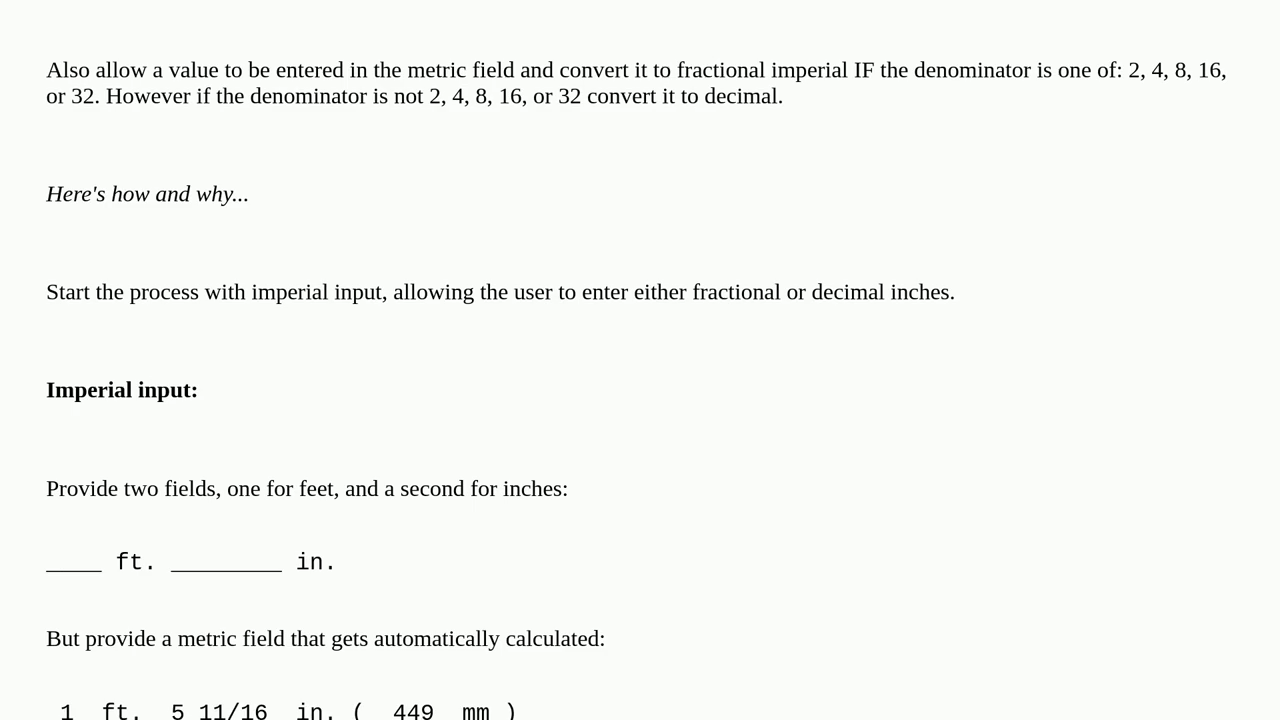 Also allow a value to be entered in the metric field and convert it to fractional imperial IF the denominator is one of: 2, 4, 8, 16,
or 32. However if the denominator is not 2, 4, 8, 16, or 32 convert it to decimal.
Here's how and why...
Start the process with imperial input, allowing the user to enter either fractional or decimal inches.
Imperial input:
Provide two fields, one for feet, and a second for inches:
____ ft. ________ in.
But provide a metric field that gets automatically calculated:
1 ft. 5 11/16 in. ( 449 mm )